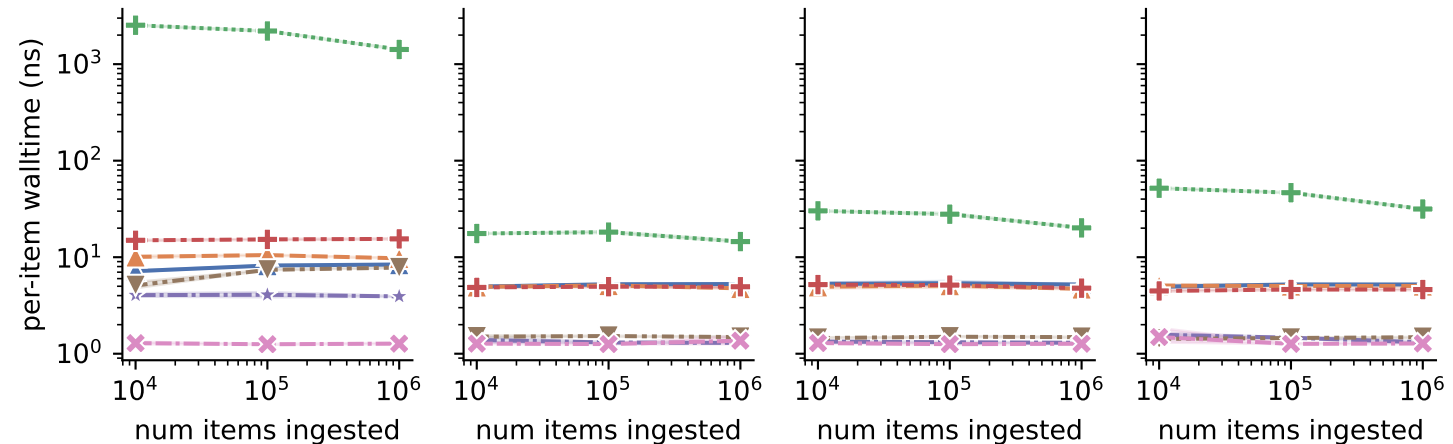 per-item walltime (ns)
10³
10²
10¹
10⁰
10⁴ 10⁵ 10⁶ 10⁴ 10⁵ 10⁶ 10⁴ 10⁵ 10⁶ 10⁴ 10⁵ 10⁶
num items ingested num items ingested num items ingested num items ingested